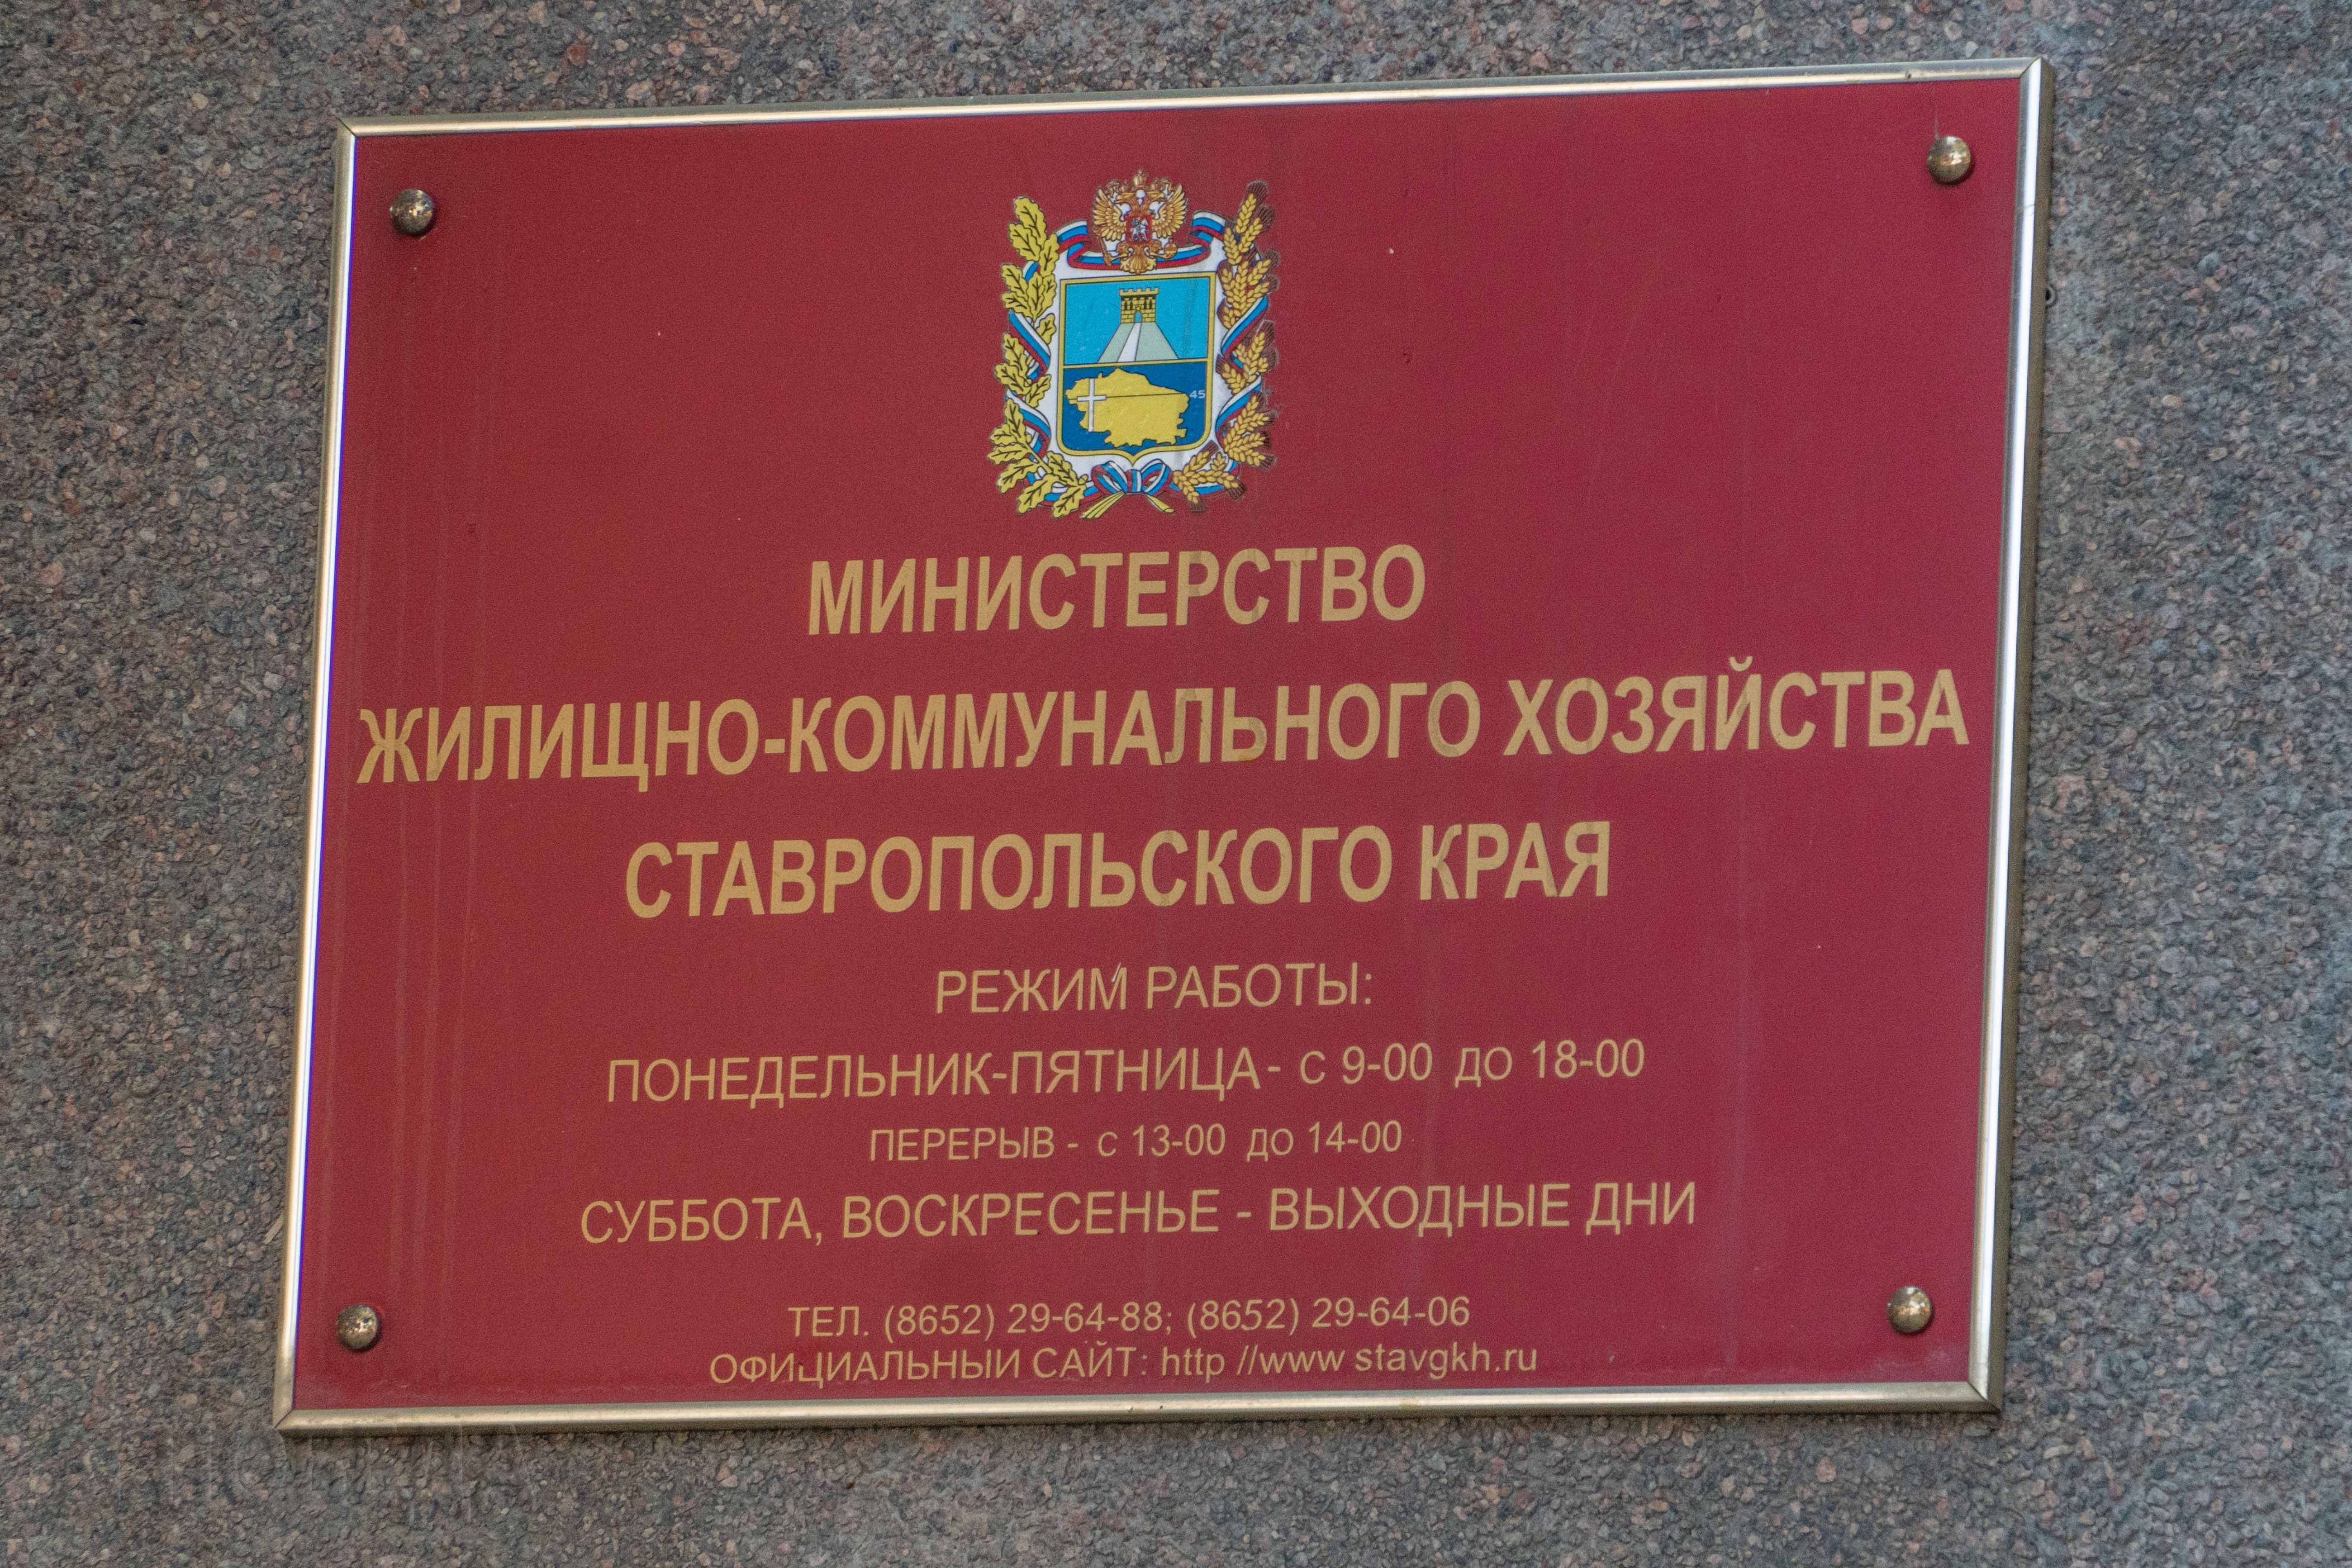 45
МИНИСТЕРСТВО
ЖИЛИЩНО-КОММУНАЛЬНОГО ХОЗЯЙСТВА
СТАВРОПОЛЬСКОГО КРАЯ
РЕЖИМ РАБОТЫ:
ПОНЕДЕЛЬНИК-ПЯТНИЦА- С 9-00 ДО 18-00
ПЕРЕРЫВ - С 13-00 ДО 14-00
СУББОТА, ВОСКРЕСЕНЬЕ - ВЫХОДНЫЕ ДНИ
ТЕЛ. (8652) 29-64-88; (8652) 29-64-06
ОФИЦИАЛЬНЫИ САЙТ: http //www stavgkh.ru